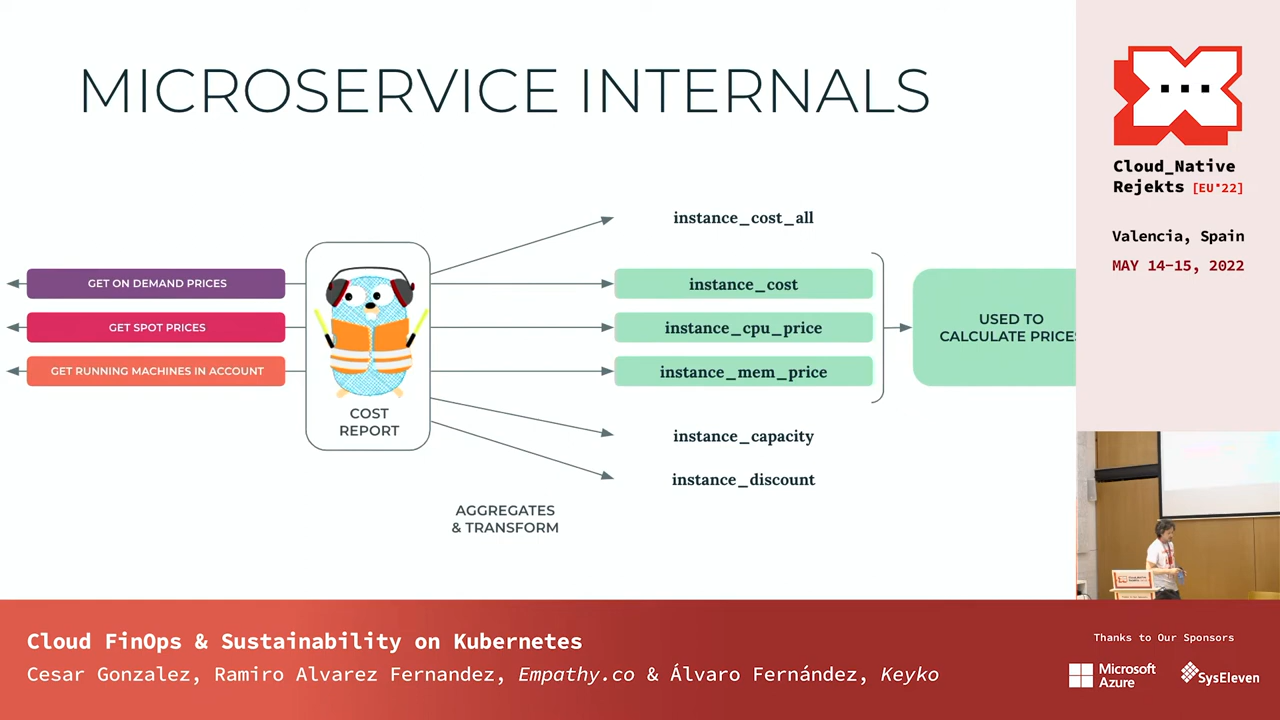 MICROSERVICE INTERNALS
GET ON DEMAND PRICES
GET SPOT PRICES
GET RUNNING MACHINES IN ACCOUNT
COST
REPORT
AGGREGATES
& TRANSFORM
instance_cost_all
instance_cost
instance_cpu_price
instance_mem_price
instance_capacity
instance_discount
USED TO
CALCULATE PRICES
Cloud_Native
Rejekts [EU*22]
Valencia, Spain
MAY 14-15, 2022
Cloud FinOps & Sustainability on Kubernetes
Cesar Gonzalez, Ramiro Alvarez Fernandez, Empathy.co & Álvaro Fernández, Keyko
Thanks to Our Sponsors
Microsoft
Azure
SysEleven